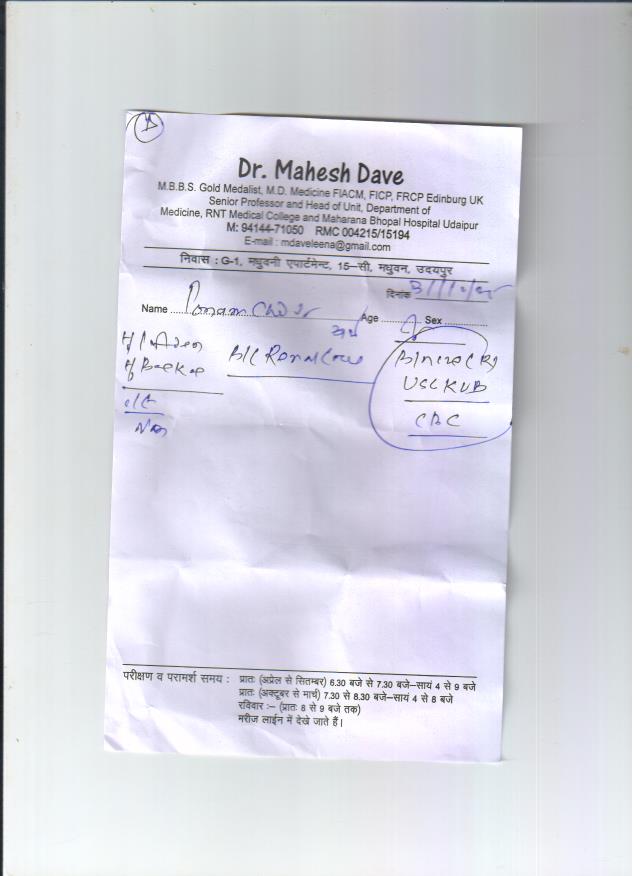 Dr. Mahesh Dave
M.B.B.S. Gold Medalist, M.D. Medicine FIACM, FICP, FRCP Edinburg UK
Senior Professor and Head of Unit, Department of
Medicine, RNT Medical College and Maharana Bhopal Hospital Udaipur
M: 94144-71050 RMC 004215/15194
E-mail : mdaveleena@gmail.com
निवास : G-1, मधुवनी एपार्टमेन्ट, 15-सी, मधुवन, उदयपुर
दिनांक
Name Age Sex
B/L Renal
USG KUB
CBC
परीक्षण व परामर्श समय : प्रातः (अप्रेल से सितम्बर) 6.30 बजे से 7.30 बजे-सायं 4 से 9 बजे
प्रातः (अक्टूबर से मार्च) 7.30 से 8.30 बजे-सायं 4 से 8 बजे
रविवार :- (प्रातः 8 से 9 बजे तक)
मरीज लाईन में देखे जाते हैं।